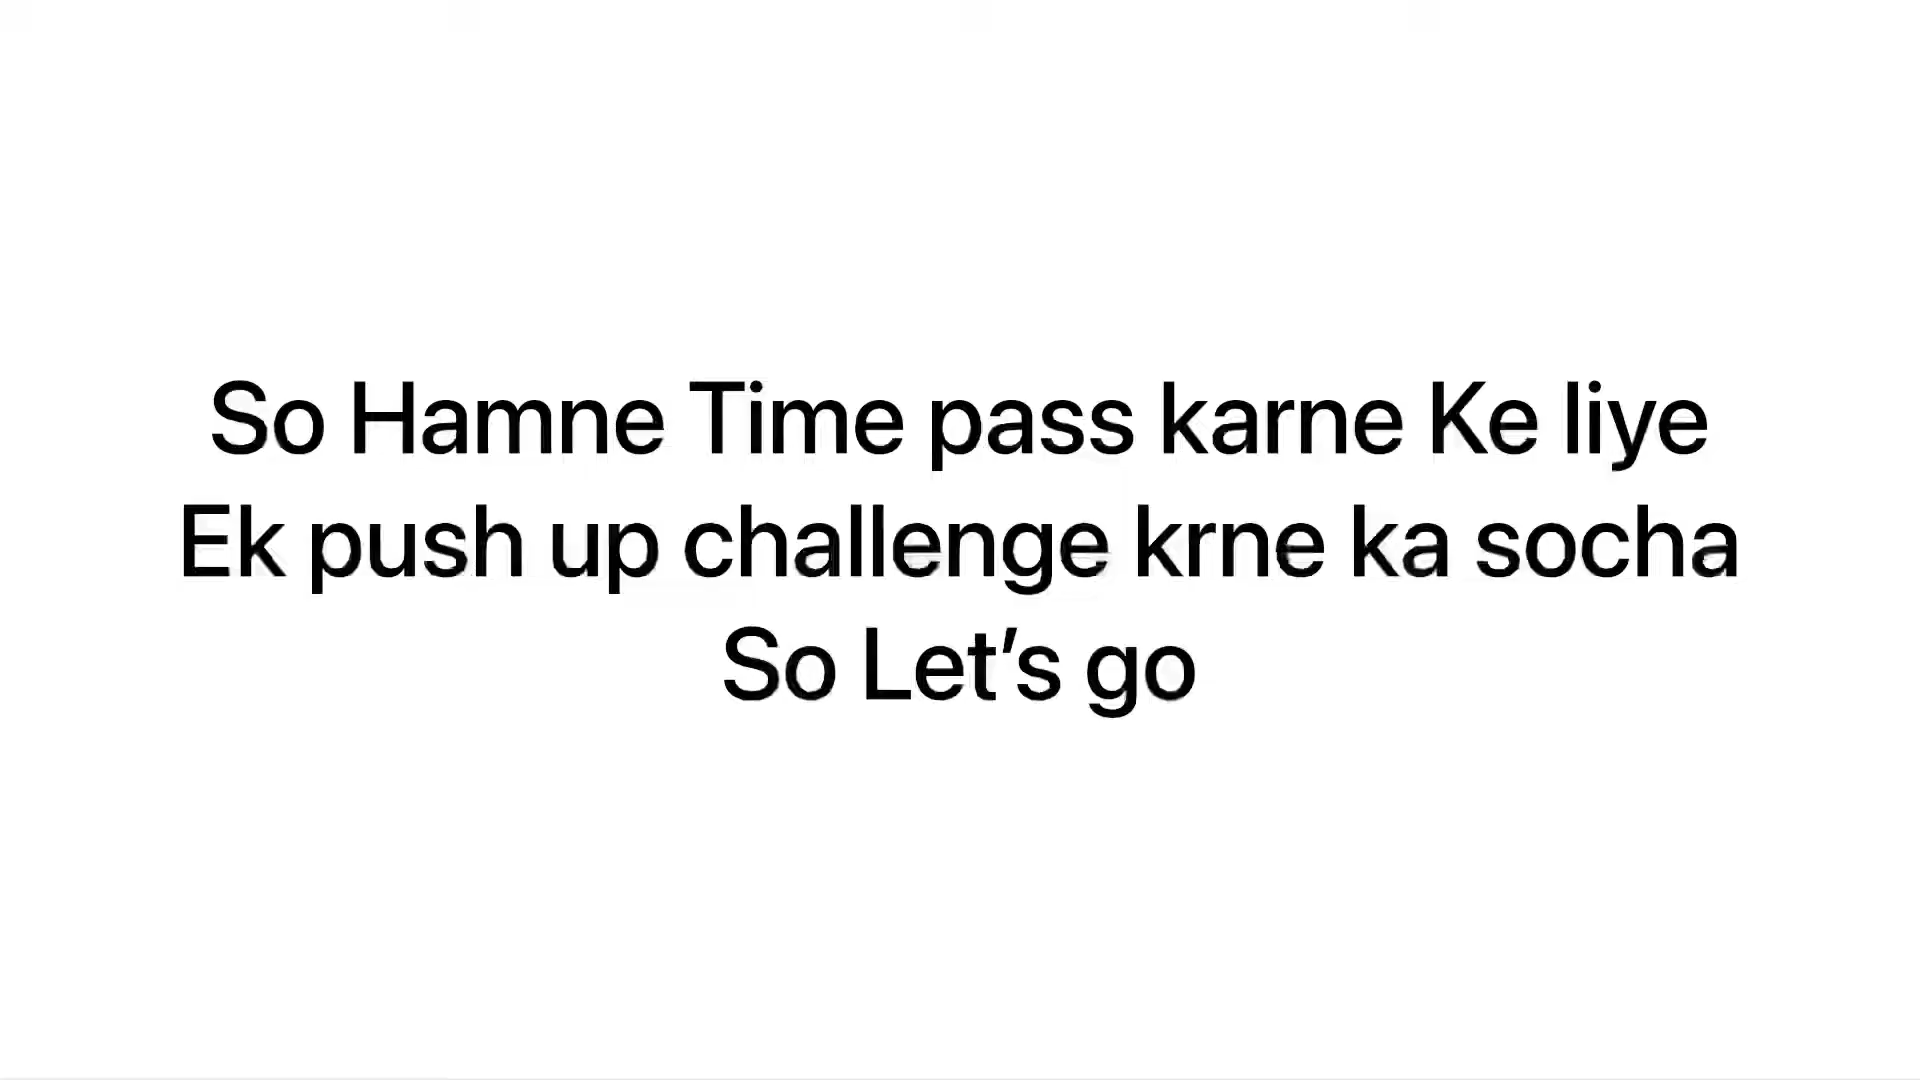 So Hamne Time pass karne Ke liye
Ek push up challenge krne ka socha
So Let’s go